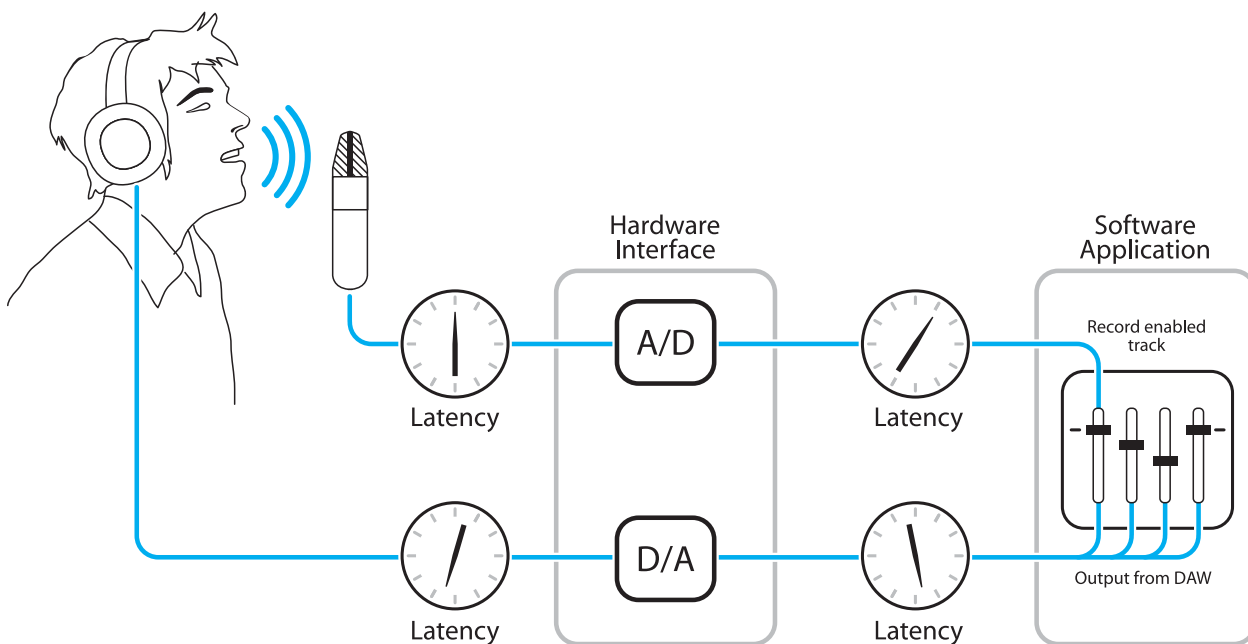 Hardware
Interface
Software
Application
Record enabled
track
A/D
Latency
Latency
D/A
Output from DAW
Latency
Latency